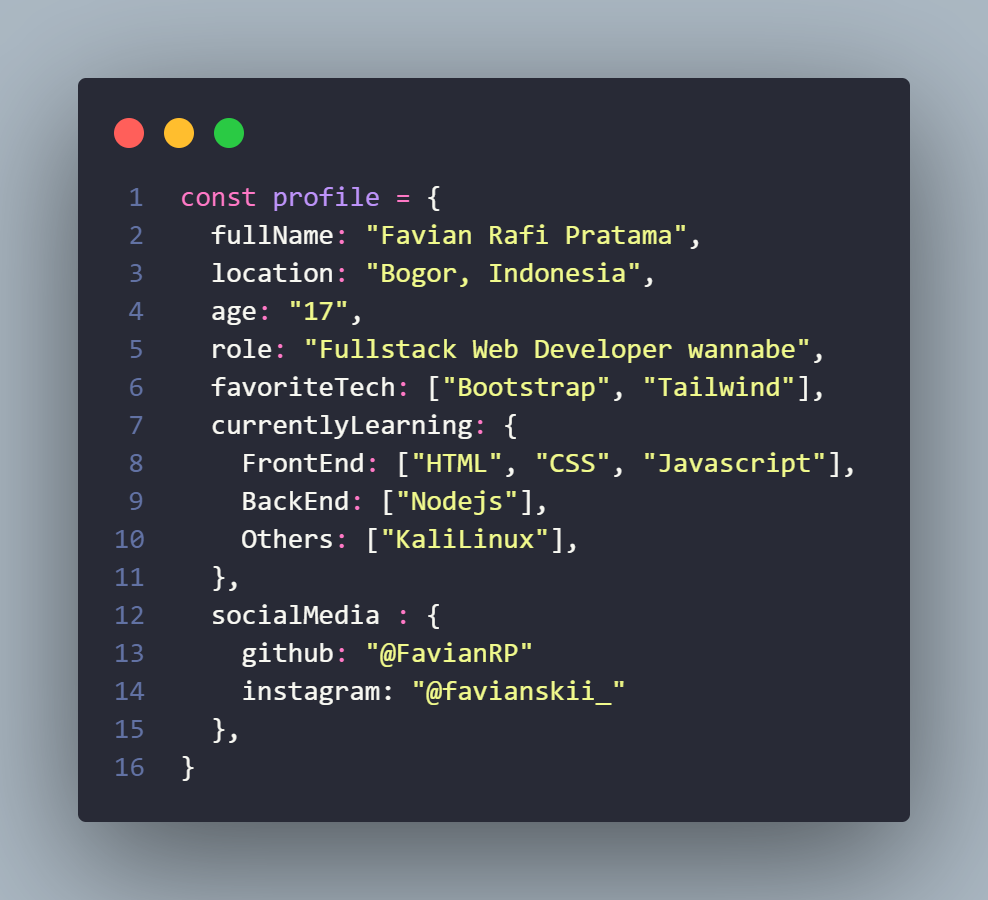 1 const profile = {
2   fullName: "Favian Rafi Pratama",
3   location: "Bogor, Indonesia",
4   age: "17",
5   role: "Fullstack Web Developer wannabe",
6   favoriteTech: ["Bootstrap", "Tailwind"],
7   currentlyLearning: {
8     FrontEnd: ["HTML", "CSS", "Javascript"],
9     BackEnd: ["Nodejs"],
10     Others: ["KaliLinux"],
11   },
12   socialMedia : {
13     github: "@FavianRP"
14     instagram: "@favianskii_"
15   },
16 }